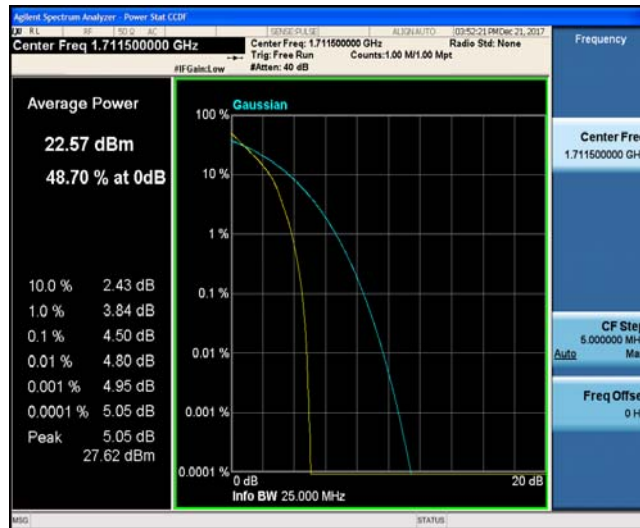 Agilent Spectrum Analyzer - Power Stat CCDF
RL RF 50 Ω AC SENSE:PULSE ALIGN AUTO 03:52:21 PM Dec 21, 2017
Center Freq 1.711500000 GHz
Center Freq: 1.711500000 GHz Radio Std: None
Trig: Free Run Counts:1.00 M/1.00 Mpt
#IFGain:Low #Atten: 40 dB
Frequency
Average Power
22.57 dBm
48.70 % at 0dB
10.0 % 2.43 dB
1.0 % 3.84 dB
0.1 % 4.50 dB
0.01 % 4.80 dB
0.001 % 4.95 dB
0.0001 % 5.05 dB
Peak 5.05 dB
27.62 dBm
Gaussian
100 %
10 %
1 %
0.1 %
0.01 %
0.001 %
0.0001 %
0 dB 20 dB
Info BW 25.000 MHz
Center Fre
1.711500000 GH
CF Ste
5.000000 MH
Auto Ma
Freq Offse
0 H
MSG STATUS